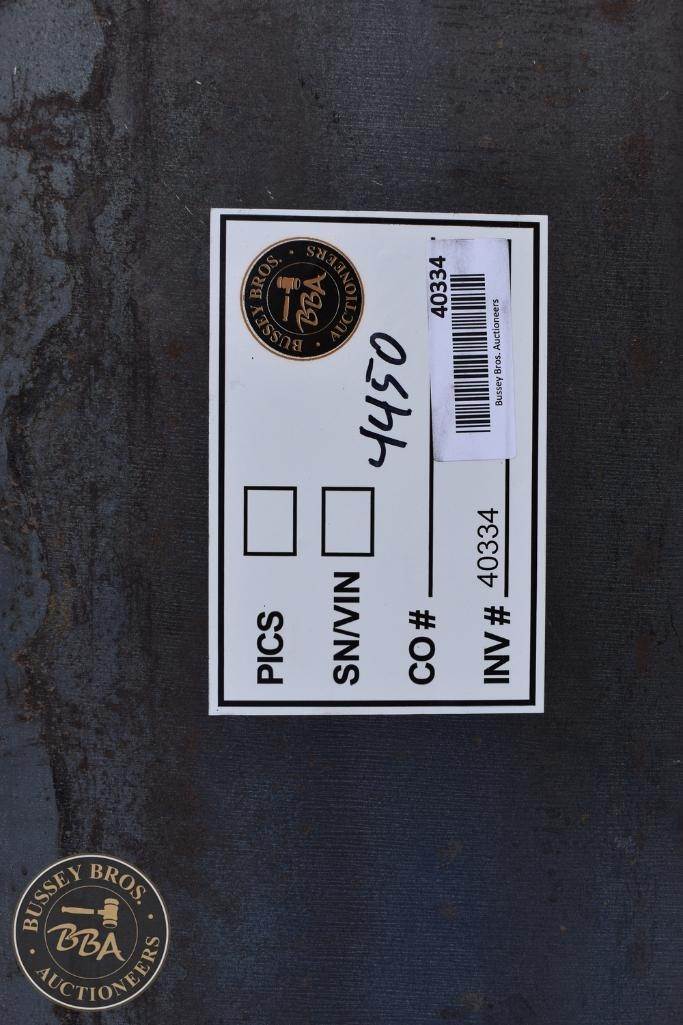 BUSSEY BROS.
BBA
AUCTIONEERS
PICS
SN/VIN
4450
CO #
INV # 40334
40334
Bussey Bros. Auctioneers
BUSSEY BROS.
BBA
AUCTIONEERS